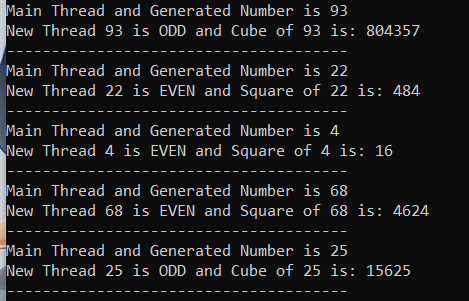 Main Thread and Generated Number is 93
New Thread 93 is ODD and Cube of 93 is: 804357
--------------------------------------
Main Thread and Generated Number is 22
New Thread 22 is EVEN and Square of 22 is: 484
--------------------------------------
Main Thread and Generated Number is 4
New Thread 4 is EVEN and Square of 4 is: 16
--------------------------------------
Main Thread and Generated Number is 68
New Thread 68 is EVEN and Square of 68 is: 4624
--------------------------------------
Main Thread and Generated Number is 25
New Thread 25 is ODD and Cube of 25 is: 15625
--------------------------------------